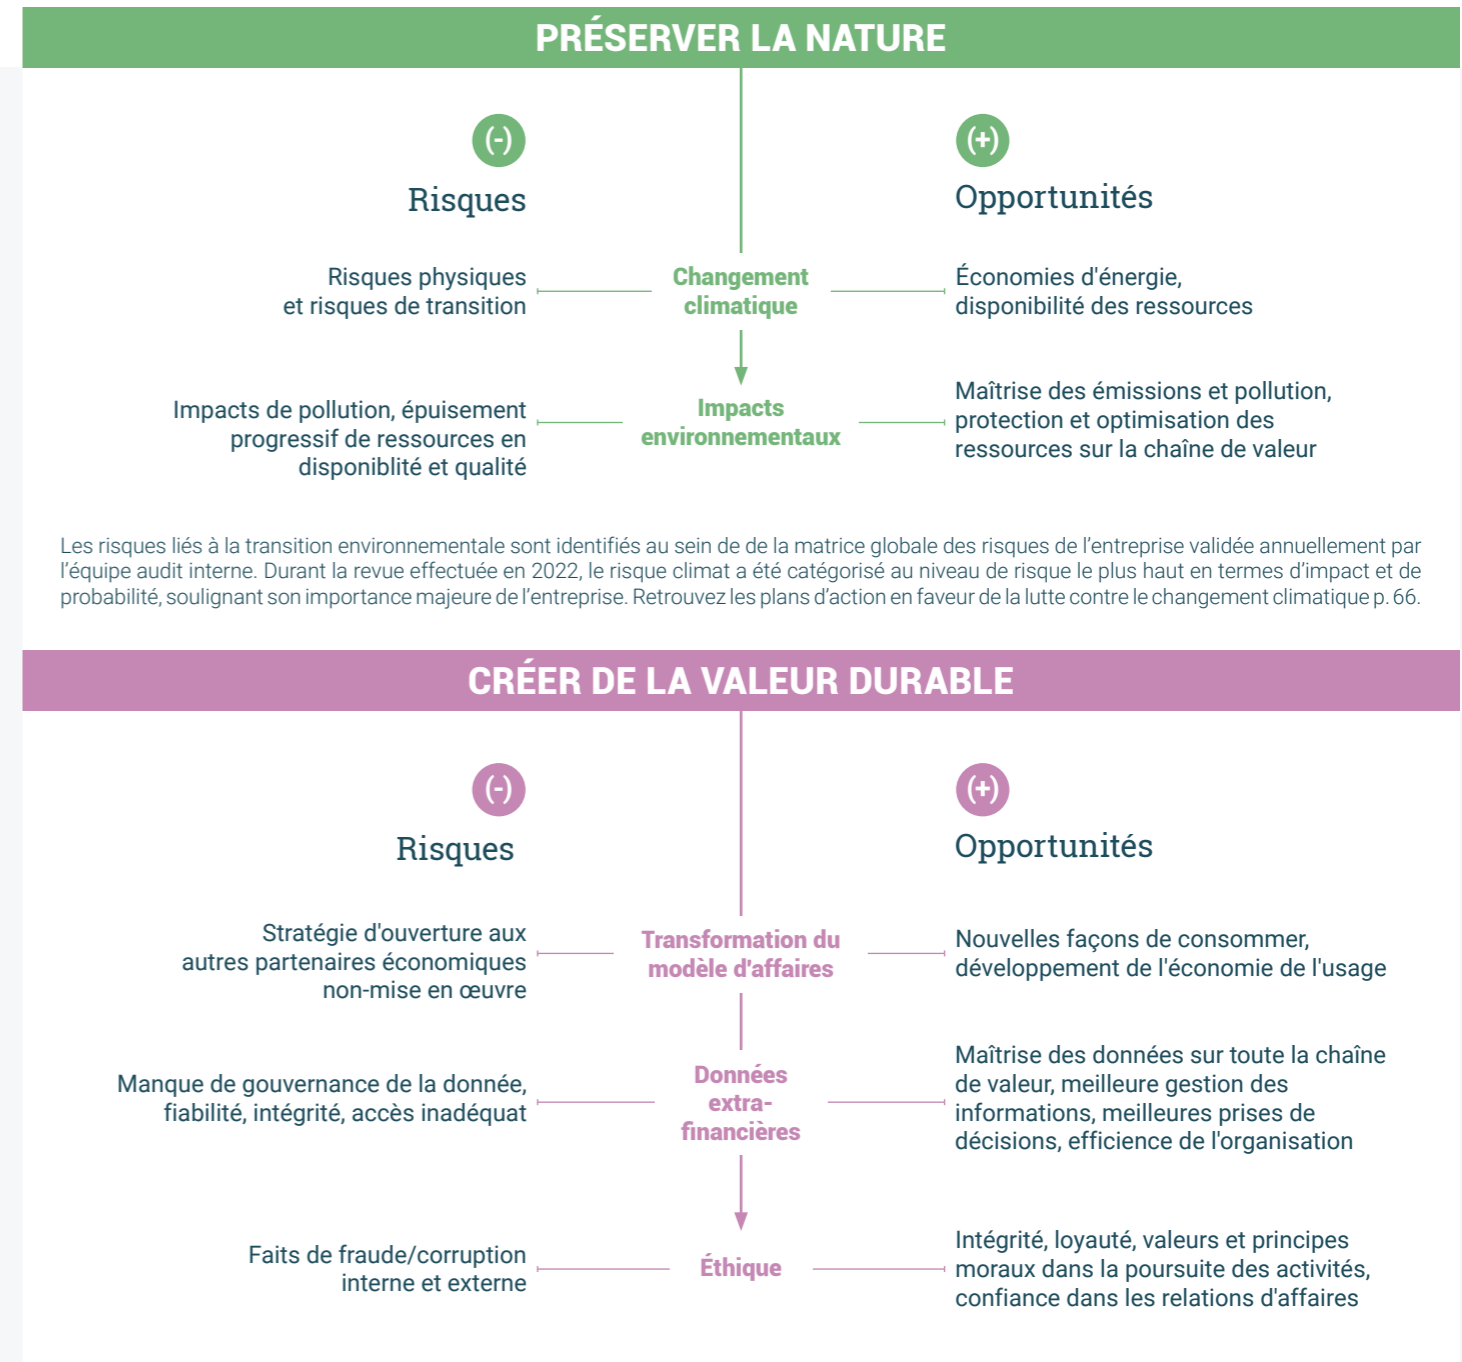 PRÉSERVER LA NATURE
(-)
Risques
(+)
Opportunités
Risques physiques
et risques de transition
Changement
climatique
Économies d'énergie,
disponibilité des ressources
Impacts de pollution, épuisement
progressif de ressources en
disponiblité et qualité
Impacts
environnementaux
Maîtrise des émissions et pollution,
protection et optimisation des
ressources sur la chaîne de valeur
Les risques liés à la transition environnementale sont identifiés au sein de de la matrice globale des risques de l'entreprise validée annuellement par
l'équipe audit interne. Durant la revue effectuée en 2022, le risque climat a été catégorisé au niveau de risque le plus haut en termes d'impact et de
probabilité, soulignant son importance majeure de l'entreprise. Retrouvez les plans d'action en faveur de la lutte contre le changement climatique p. 66.
CRÉER DE LA VALEUR DURABLE
(-)
Risques
(+)
Opportunités
Stratégie d'ouverture aux
autres partenaires économiques
non-mise en œuvre
Transformation du
modèle d'affaires
Nouvelles façons de consommer,
développement de l'économie de l'usage
Manque de gouvernance de la donnée,
fiabilité, intégrité, accès inadéquat
Données
extra-
financières
Maîtrise des données sur toute la chaîne
de valeur, meilleure gestion des
informations, meilleures prises de
décisions, efficience de l'organisation
Faits de fraude/corruption
interne et externe
Éthique
Intégrité, loyauté, valeurs et principes
moraux dans la poursuite des activités,
confiance dans les relations d'affaires